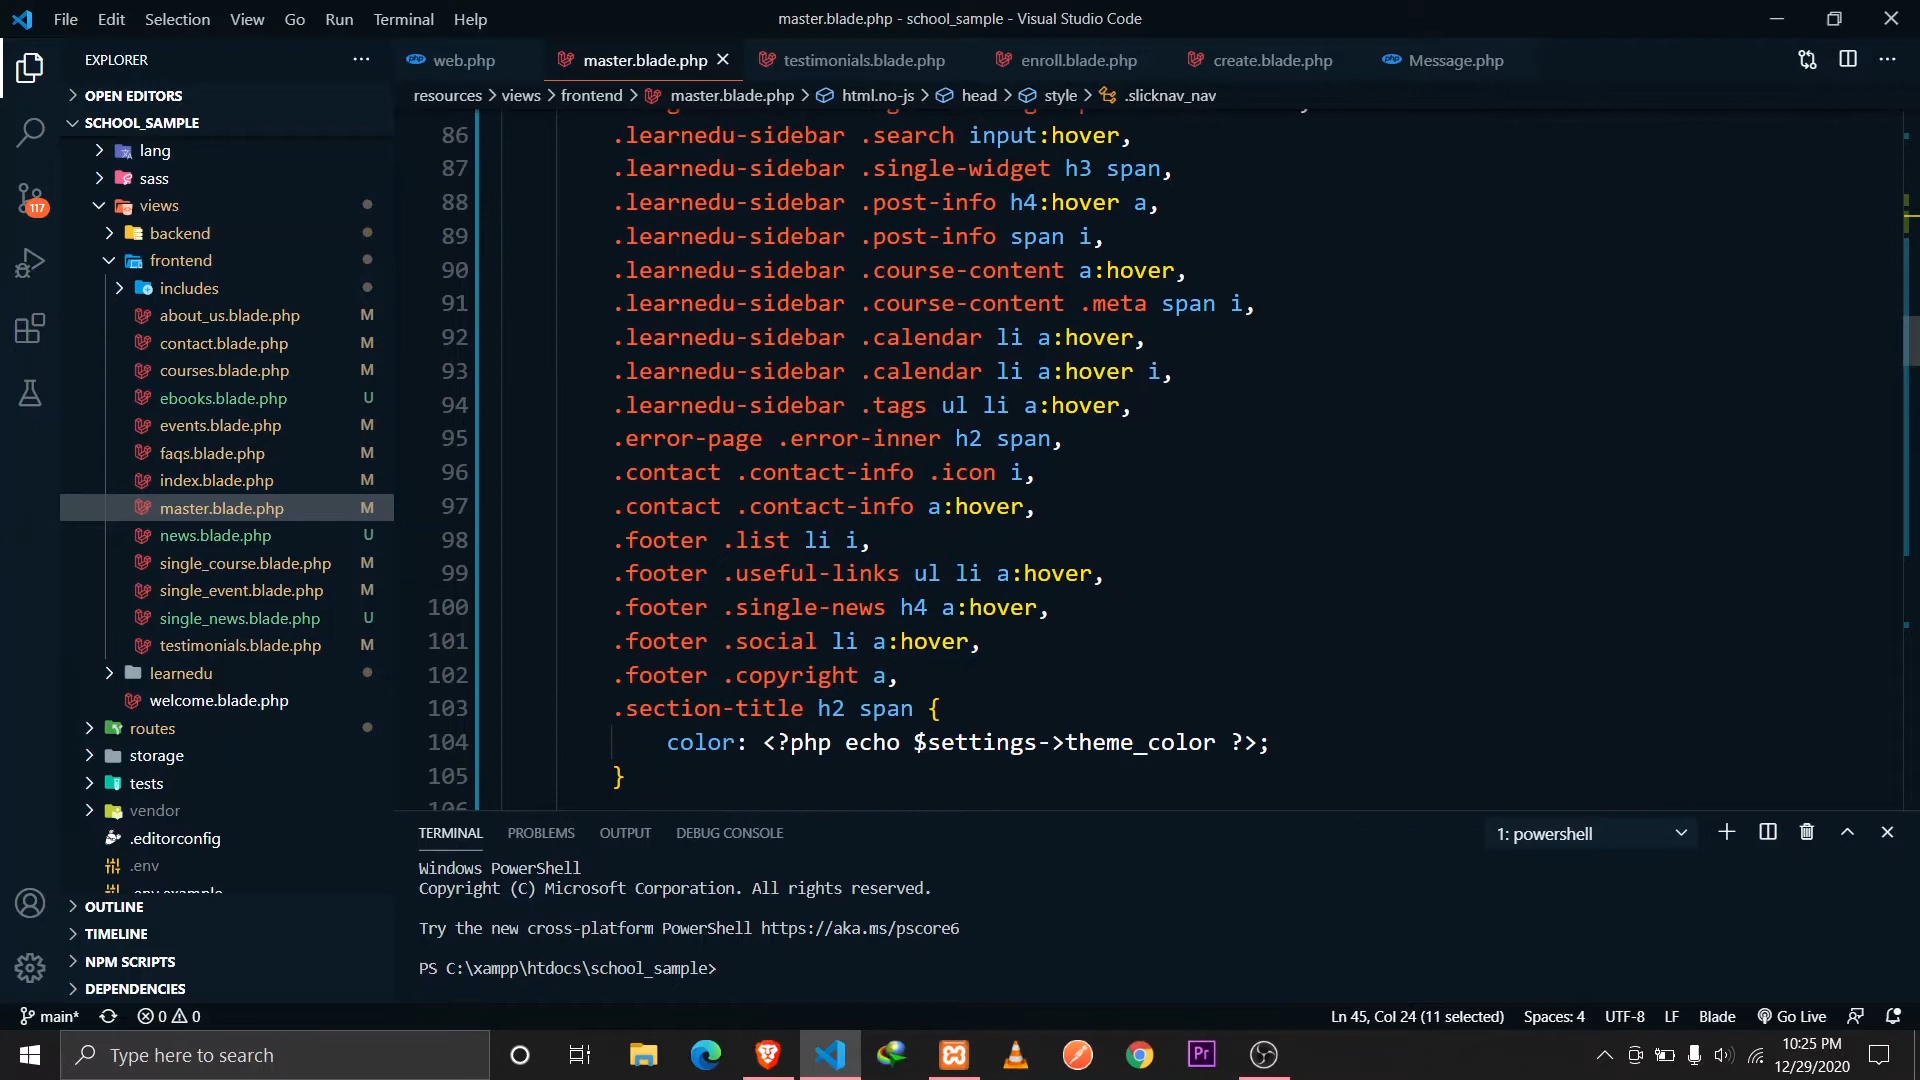 File Edit Selection View Go Run Terminal Help
master.blade.php - school_sample - Visual Studio Code
EXPLORER
OPEN EDITORS
SCHOOL_SAMPLE
lang
sass
views
backend
frontend
includes
about_us.blade.php M
contact.blade.php M
courses.blade.php M
ebooks.blade.php U
events.blade.php M
faqs.blade.php M
index.blade.php M
master.blade.php M
news.blade.php U
single_course.blade.php M
single_event.blade.php M
single_news.blade.php U
testimonials.blade.php M
learnedu
welcome.blade.php
routes
storage
tests
vendor
.editorconfig
.env
.env.example
OUTLINE
TIMELINE
NPM SCRIPTS
DEPENDENCIES
117
web.php master.blade.php testimonials.blade.php enroll.blade.php create.blade.php Message.php
resources > views > frontend > master.blade.php > html.no-js > head > style > .slicknav_nav
86 .learnedu-sidebar .search input:hover,
87 .learnedu-sidebar .single-widget h3 span,
88 .learnedu-sidebar .post-info h4:hover a,
89 .learnedu-sidebar .post-info span i,
90 .learnedu-sidebar .course-content a:hover,
91 .learnedu-sidebar .course-content .meta span i,
92 .learnedu-sidebar .calendar li a:hover,
93 .learnedu-sidebar .calendar li a:hover i,
94 .learnedu-sidebar .tags ul li a:hover,
95 .error-page .error-inner h2 span,
96 .contact .contact-info .icon i,
97 .contact .contact-info a:hover,
98 .footer .list li i,
99 .footer .useful-links ul li a:hover,
100 .footer .single-news h4 a:hover,
101 .footer .social li a:hover,
102 .footer .copyright a,
103 .section-title h2 span {
104 color: <?php echo $settings->theme_color ?>;
105 }
TERMINAL PROBLEMS OUTPUT DEBUG CONSOLE
1: powershell
Windows PowerShell
Copyright (C) Microsoft Corporation. All rights reserved.
Try the new cross-platform PowerShell https://aka.ms/pscore6
PS C:\xampp\htdocs\school_sample>
main* 0 0
Ln 45, Col 24 (11 selected) Spaces: 4 UTF-8 LF Blade Go Live
Type here to search
Pr
10:25 PM
12/29/2020